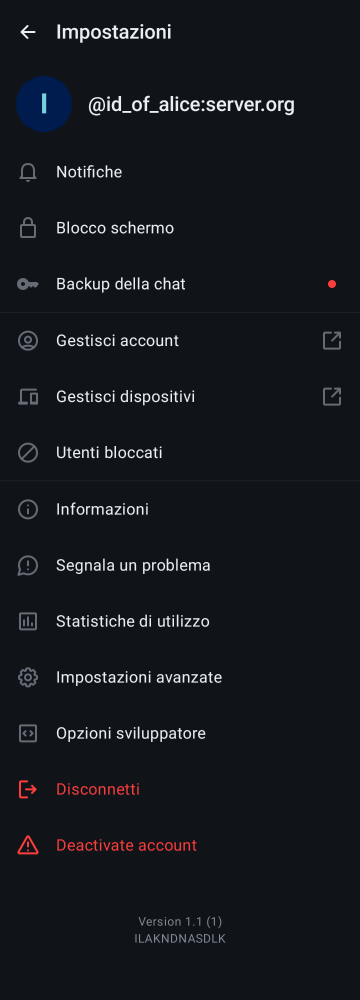 Impostazioni
I
@id_of_alice:server.org
Notifiche
Blocco schermo
Backup della chat
Gestisci account
Gestisci dispositivi
Utenti bloccati
Informazioni
Segnala un problema
Statistiche di utilizzo
Impostazioni avanzate
Opzioni sviluppatore
Disconnetti
Deactivate account
Version 1.1 (1)
ILAKNDNASDLK